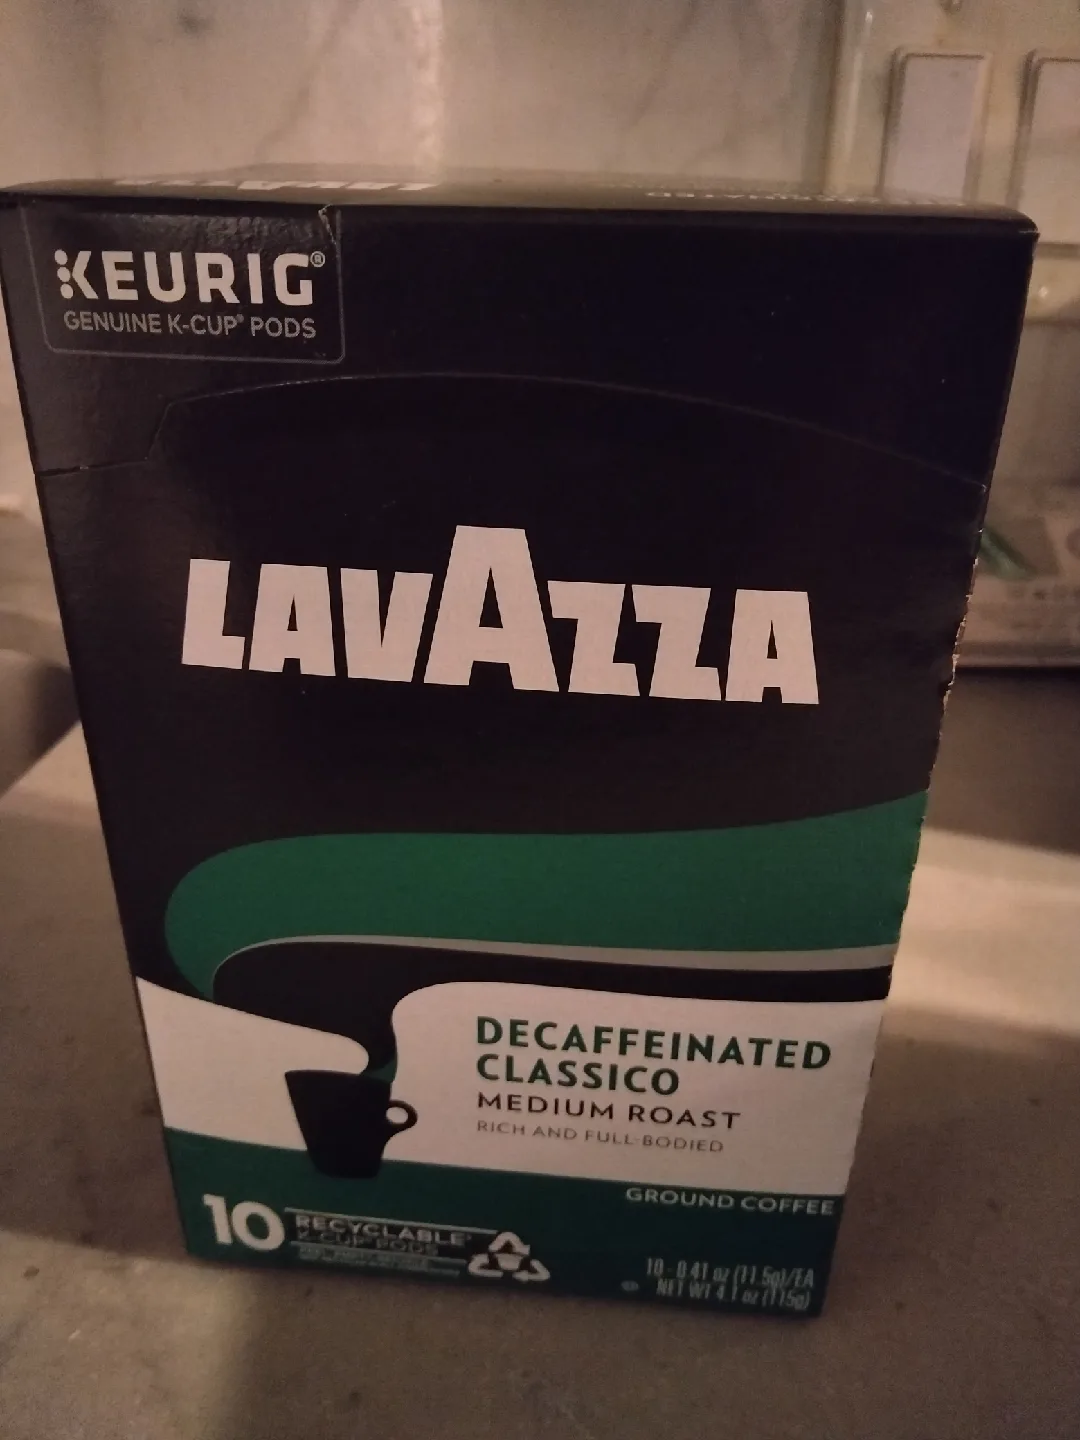 LAVAZZA
KEURIG®
GENUINE K-CUP® PODS
LAVAZZA
DECAFFEINATED
CLASSICO
MEDIUM ROAST
RICH AND FULL-BODIED
GROUND COFFEE
10 RECYCLABLE*
K-CUP® PODS
10 - 0.41 oz (11.5g)/EA
NET WT 4.1 oz (115g)